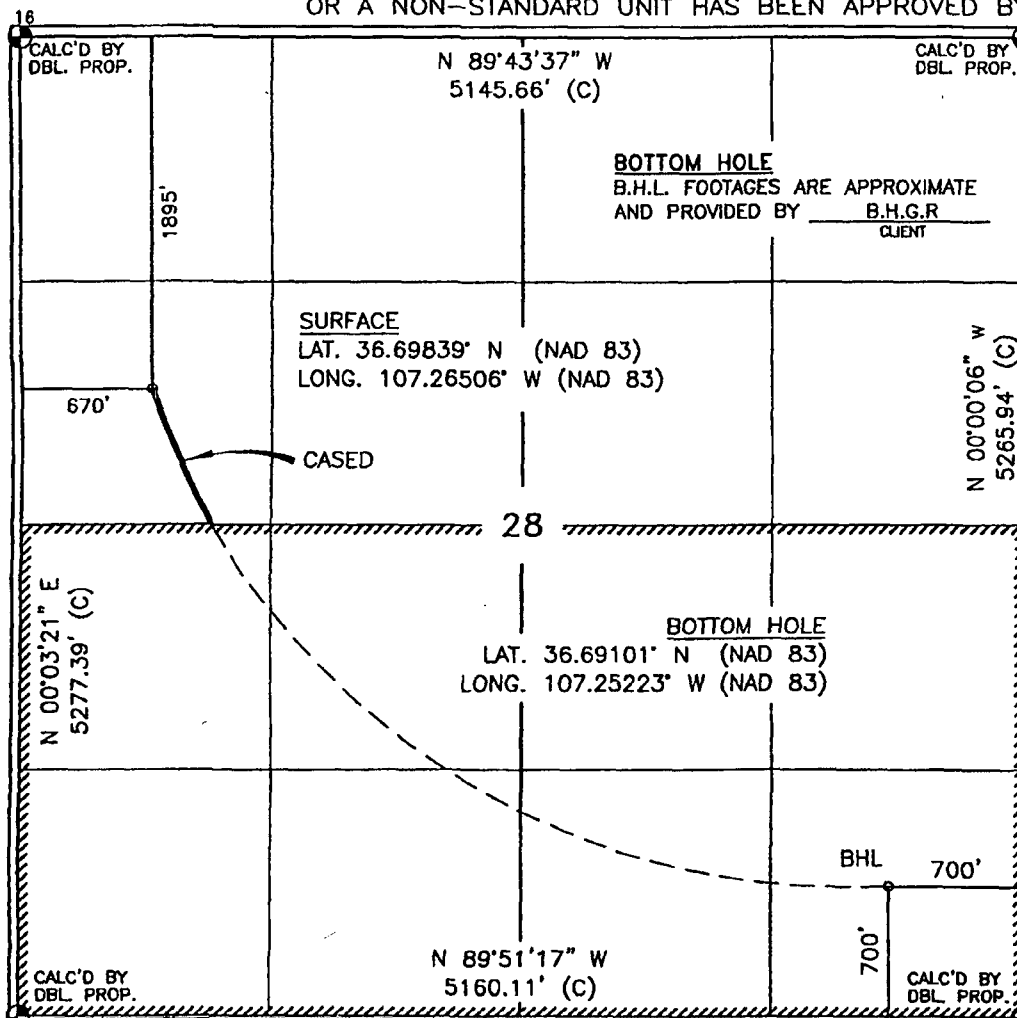 OR A NON-STANDARD UNIT HAS BEEN APPROVED BY
16
CALC'D BY
DBL. PROP.
N 89°43'37" W
5145.66' (C)
CALC'D BY
DBL. PROP.
1895'
BOTTOM HOLE
B.H.L. FOOTAGES ARE APPROXIMATE
AND PROVIDED BY B.H.G.R
CLIENT
SURFACE
LAT. 36.69839° N (NAD 83)
LONG. 107.26506° W (NAD 83)
N 00°00'06" W
5265.94' (C)
670'
CASED
28
N 00°03'21" E
5277.39' (C)
BOTTOM HOLE
LAT. 36.69101° N (NAD 83)
LONG. 107.25223° W (NAD 83)
BHL
700'
700'
N 89°51'17" W
5160.11' (C)
CALC'D BY
DBL. PROP.
CALC'D BY
DBL. PROP.